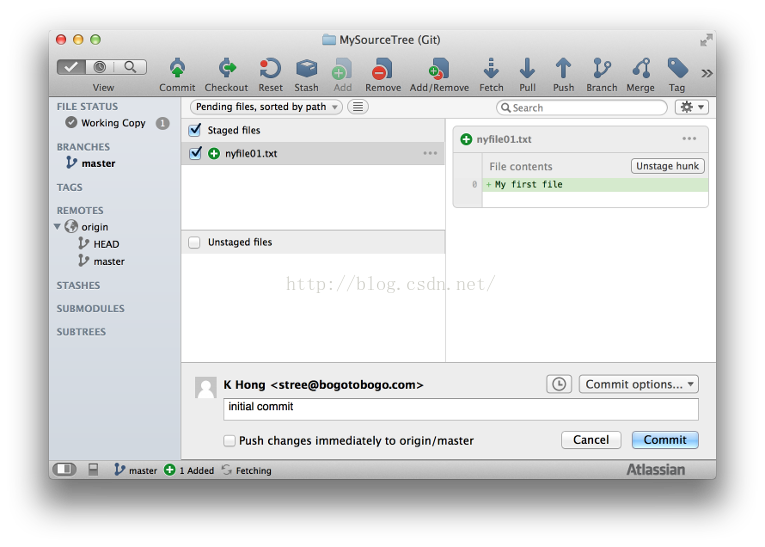 MySourceTree (Git)
View Commit Checkout Reset Stash Add Remove Add/Remove Fetch Pull Push Branch Merge Tag
FILE STATUS
Working Copy 1
BRANCHES
master
TAGS
REMOTES
origin
HEAD
master
STASHES
SUBMODULES
SUBTREES
Pending files, sorted by path
Search
Staged files
nyfile01.txt
Unstaged files
nyfile01.txt
File contents Unstage hunk
0 + My first file
http://blog.csdn.net/
K Hong <stree@bogotobogo.com>
Commit options...
initial commit
Push changes immediately to origin/master
Cancel Commit
master 1 Added Fetching
Atlassian